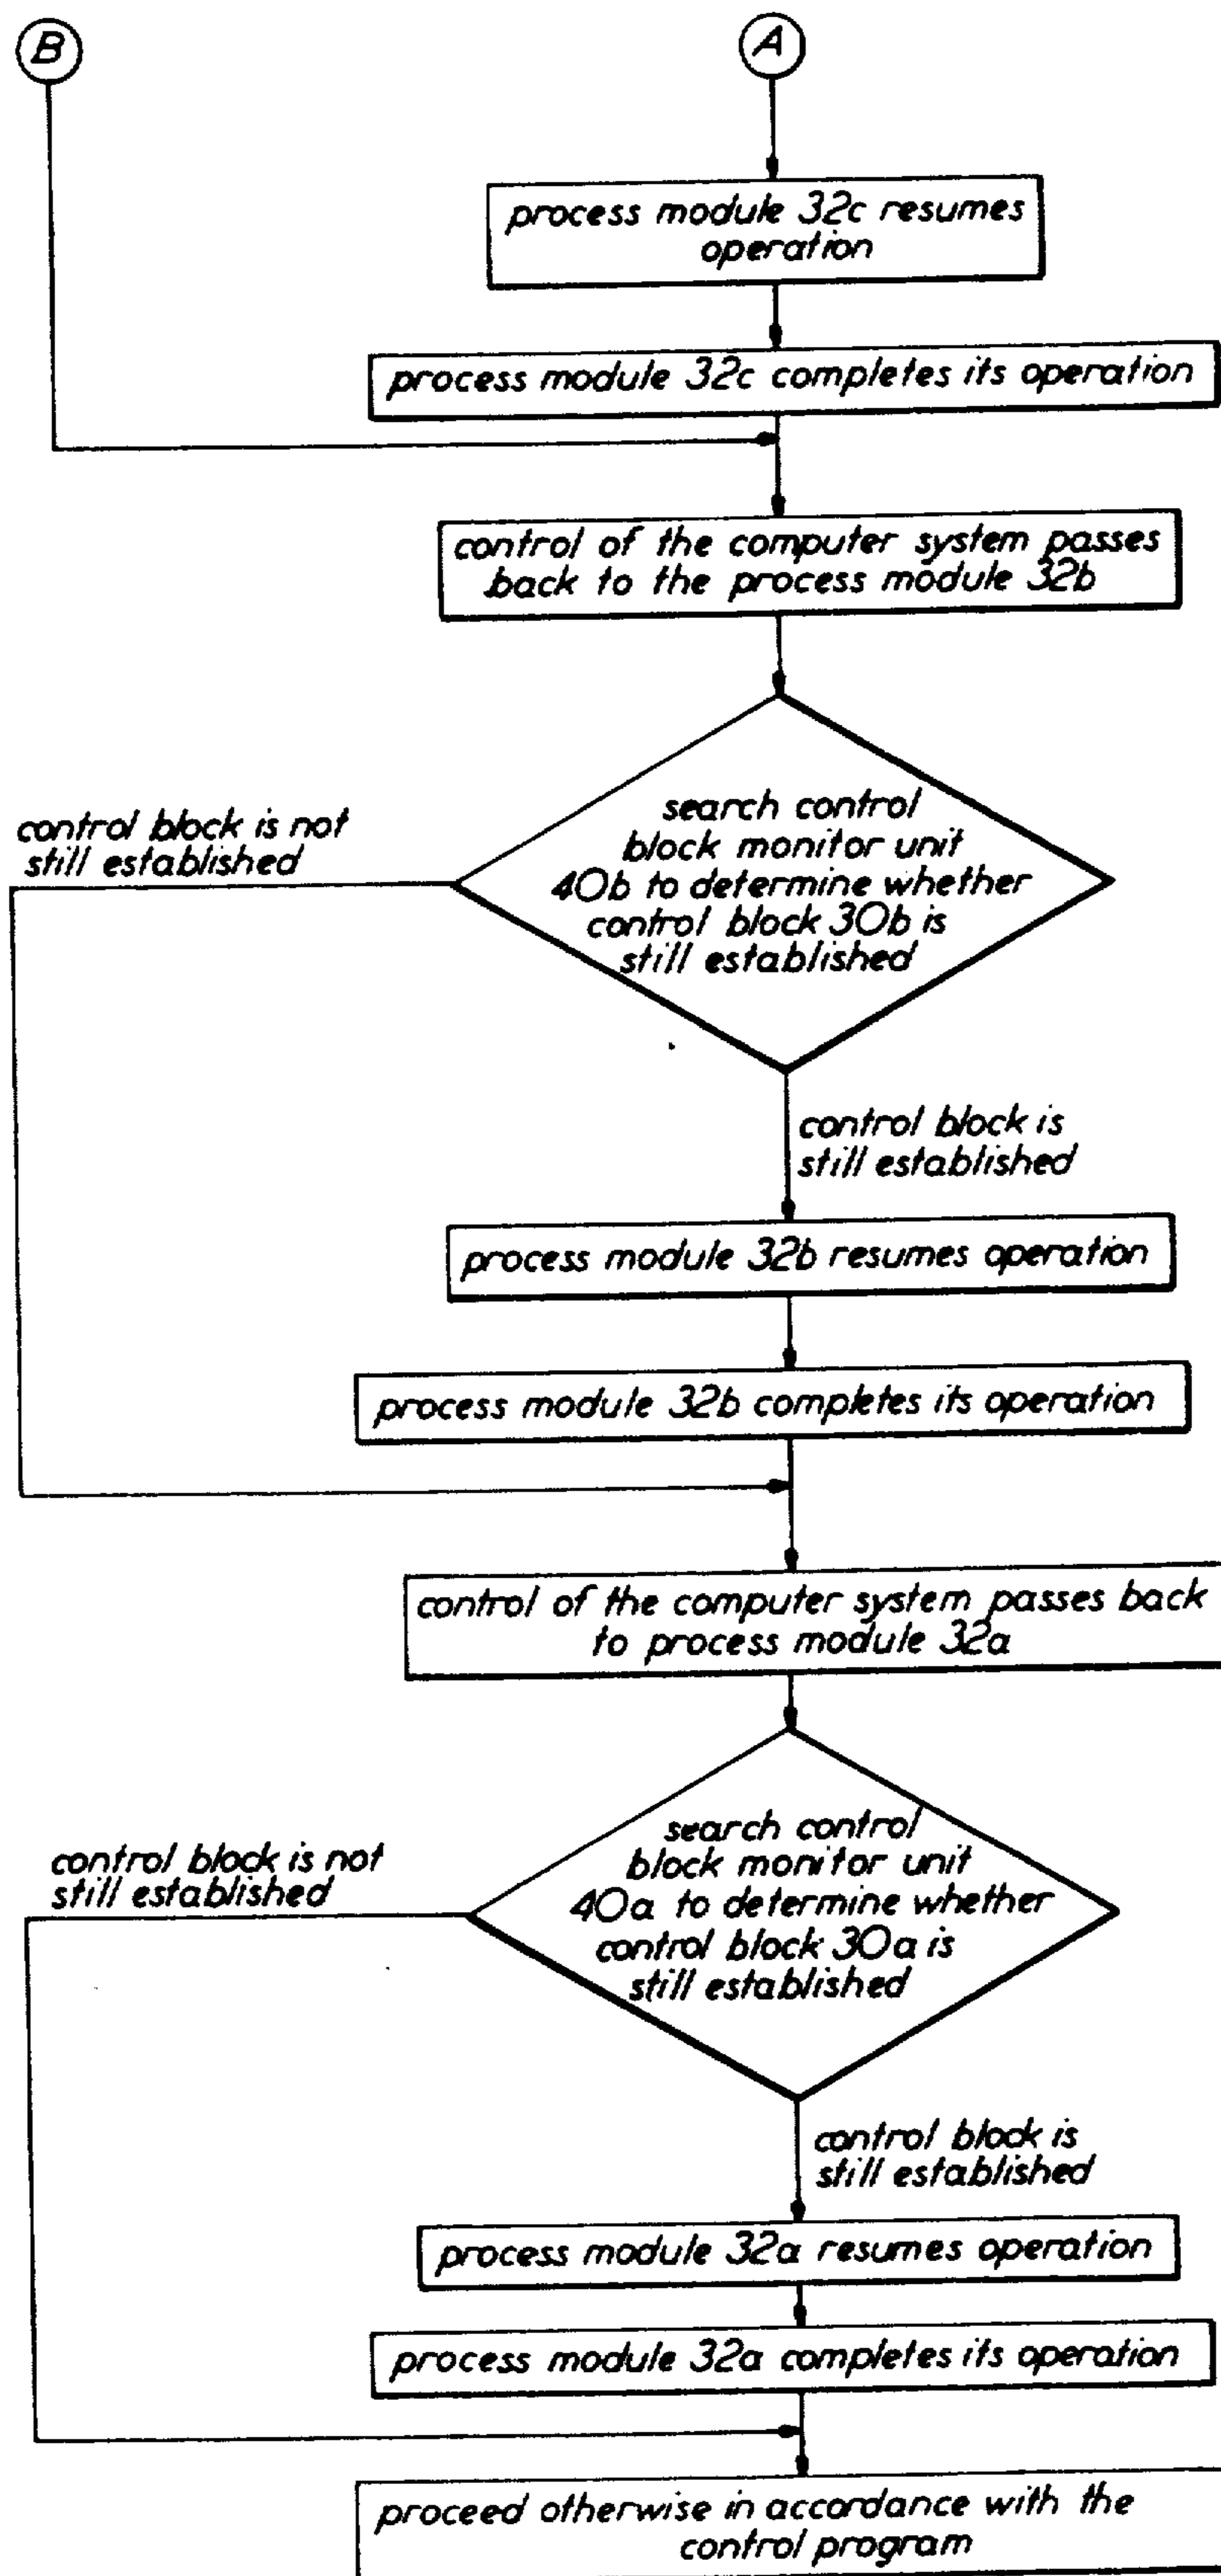 B
A
process module 32c resumes
operation
process module 32c completes its operation
control of the computer system passes
back to the process module 32b
search control
block monitor unit
40b to determine whether
control block 30b is
still established
control block is not
still established
control block is
still established
process module 32b resumes operation
process module 32b completes its operation
control of the computer system passes back
to process module 32a
search control
block monitor unit
40a to determine whether
control block 30a is
still established
control block is not
still established
control block is
still established
process module 32a resumes operation
process module 32a completes its operation
proceed otherwise in accordance with the
control program